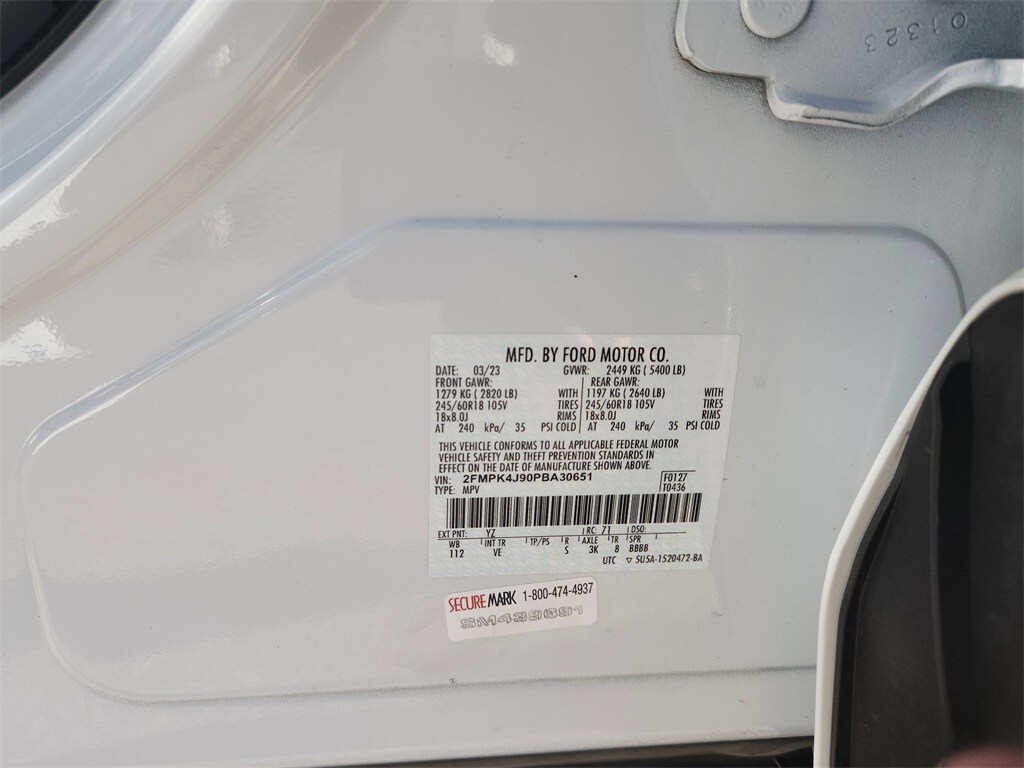 01323
MFD. BY FORD MOTOR CO.
DATE: 03/23 GVWR: 2449 KG ( 5400 LB)
FRONT GAWR: REAR GAWR:
1279 KG ( 2820 LB) WITH 1197 KG ( 2640 LB) WITH
245/60R18 105V TIRES 245/60R18 105V TIRES
18x8.0J RIMS 18x8.0J RIMS
AT 240 kPa/ 35 PSI COLD AT 240 kPa/ 35 PSI COLD
THIS VEHICLE CONFORMS TO ALL APPLICABLE FEDERAL MOTOR
VEHICLE SAFETY AND THEFT PREVENTION STANDARDS IN
EFFECT ON THE DATE OF MANUFACTURE SHOWN ABOVE.
VIN: 2FMPK4J90PBA30651 F0127
TYPE: MPV T0436
EXT PNT: YZ RC: 71 DSO:
WB INT TR TP/PS R AXLE TR SPR
112 VE S 3K 8 BBBB
UTC ▽ 5U5A-1520472-BA
SECUREMARK 1-800-474-4937
SM439691